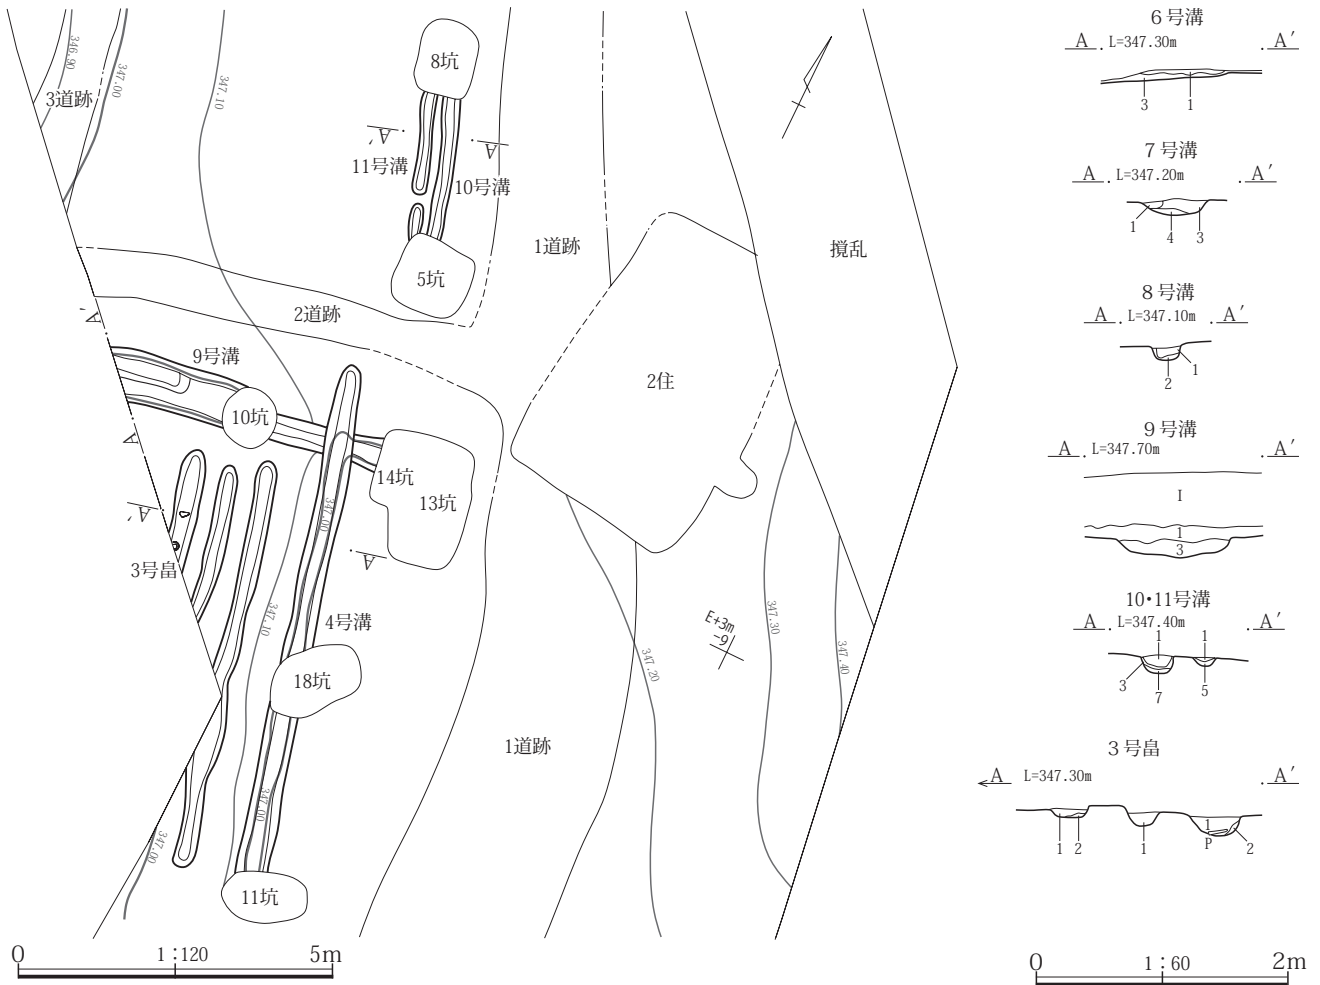 346.90
347.00
347.10
3道跡
8坑
A′
A
11号溝
10号溝
5坑
1道跡
攪乱
2道跡
2住
A′
9号溝
10坑
A
14坑
13坑
347.00
A′
A
3号畠
347.10
4号溝
E+3m
-9
347.30
347.20
347.40
18坑
1道跡
347.00
347.00
11坑
0 1:120 5m
6号溝
A L=347.30m A′
3 1
7号溝
A L=347.20m A′
1 4 3
8号溝
A L=347.10m A′
2 1
9号溝
A L=347.70m A′
I
1
3
10・11号溝
A L=347.40m A′
1 1
3 7 5
3号畠
A L=347.30m A′
1
1 2 1 P 2
0 1:60 2m